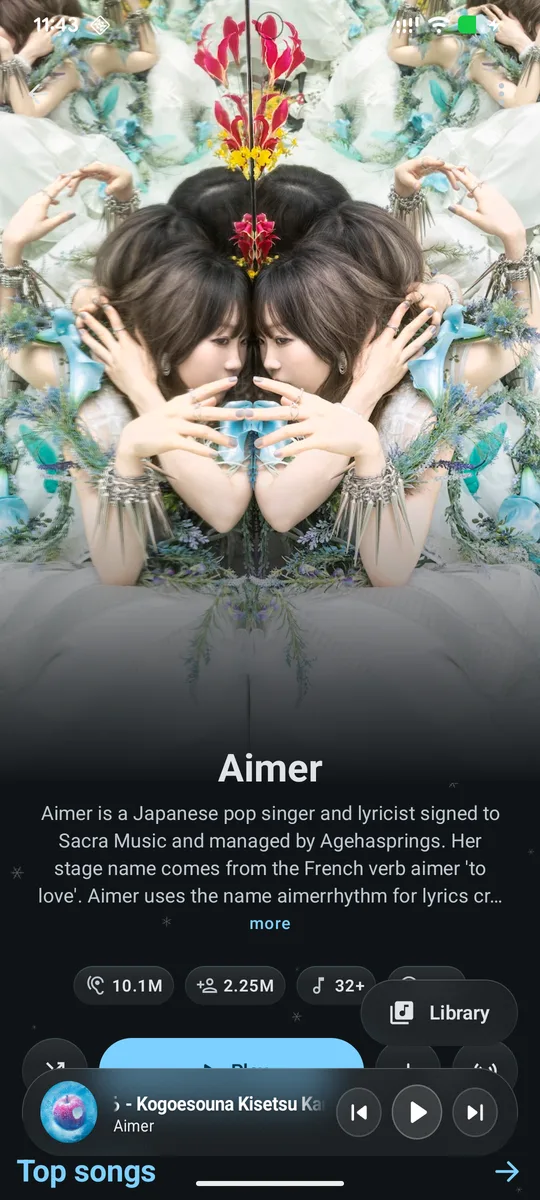 11:43
Aimer
Aimer is a Japanese pop singer and lyricist signed to
Sacra Music and managed by Agehasprings. Her
stage name comes from the French verb aimer 'to
love'. Aimer uses the name aimerrhythm for lyrics cr...
more
10.1M
2.25M
32+
Library
Play
- Kogoesouna Kisetsu
Aimer
Top songs